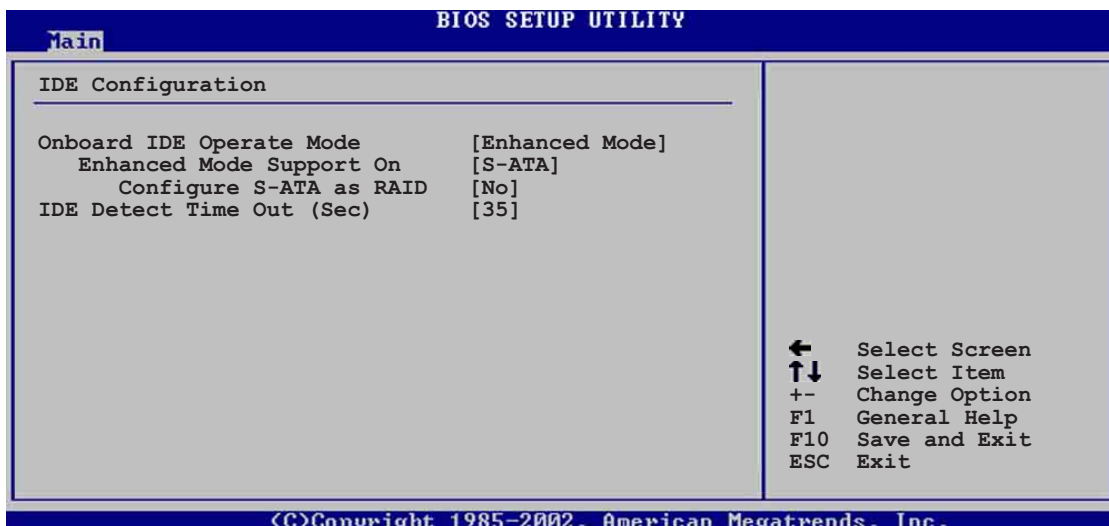 BIOS SETUP UTILITY
Main
IDE Configuration
Onboard IDE Operate Mode [Enhanced Mode]
Enhanced Mode Support On [S-ATA]
Configure S-ATA as RAID [No]
IDE Detect Time Out (Sec) [35]
← Select Screen
↑↓ Select Item
+- Change Option
F1 General Help
F10 Save and Exit
ESC Exit
(C)Copyright 1985-2002, American Megatrends, Inc.